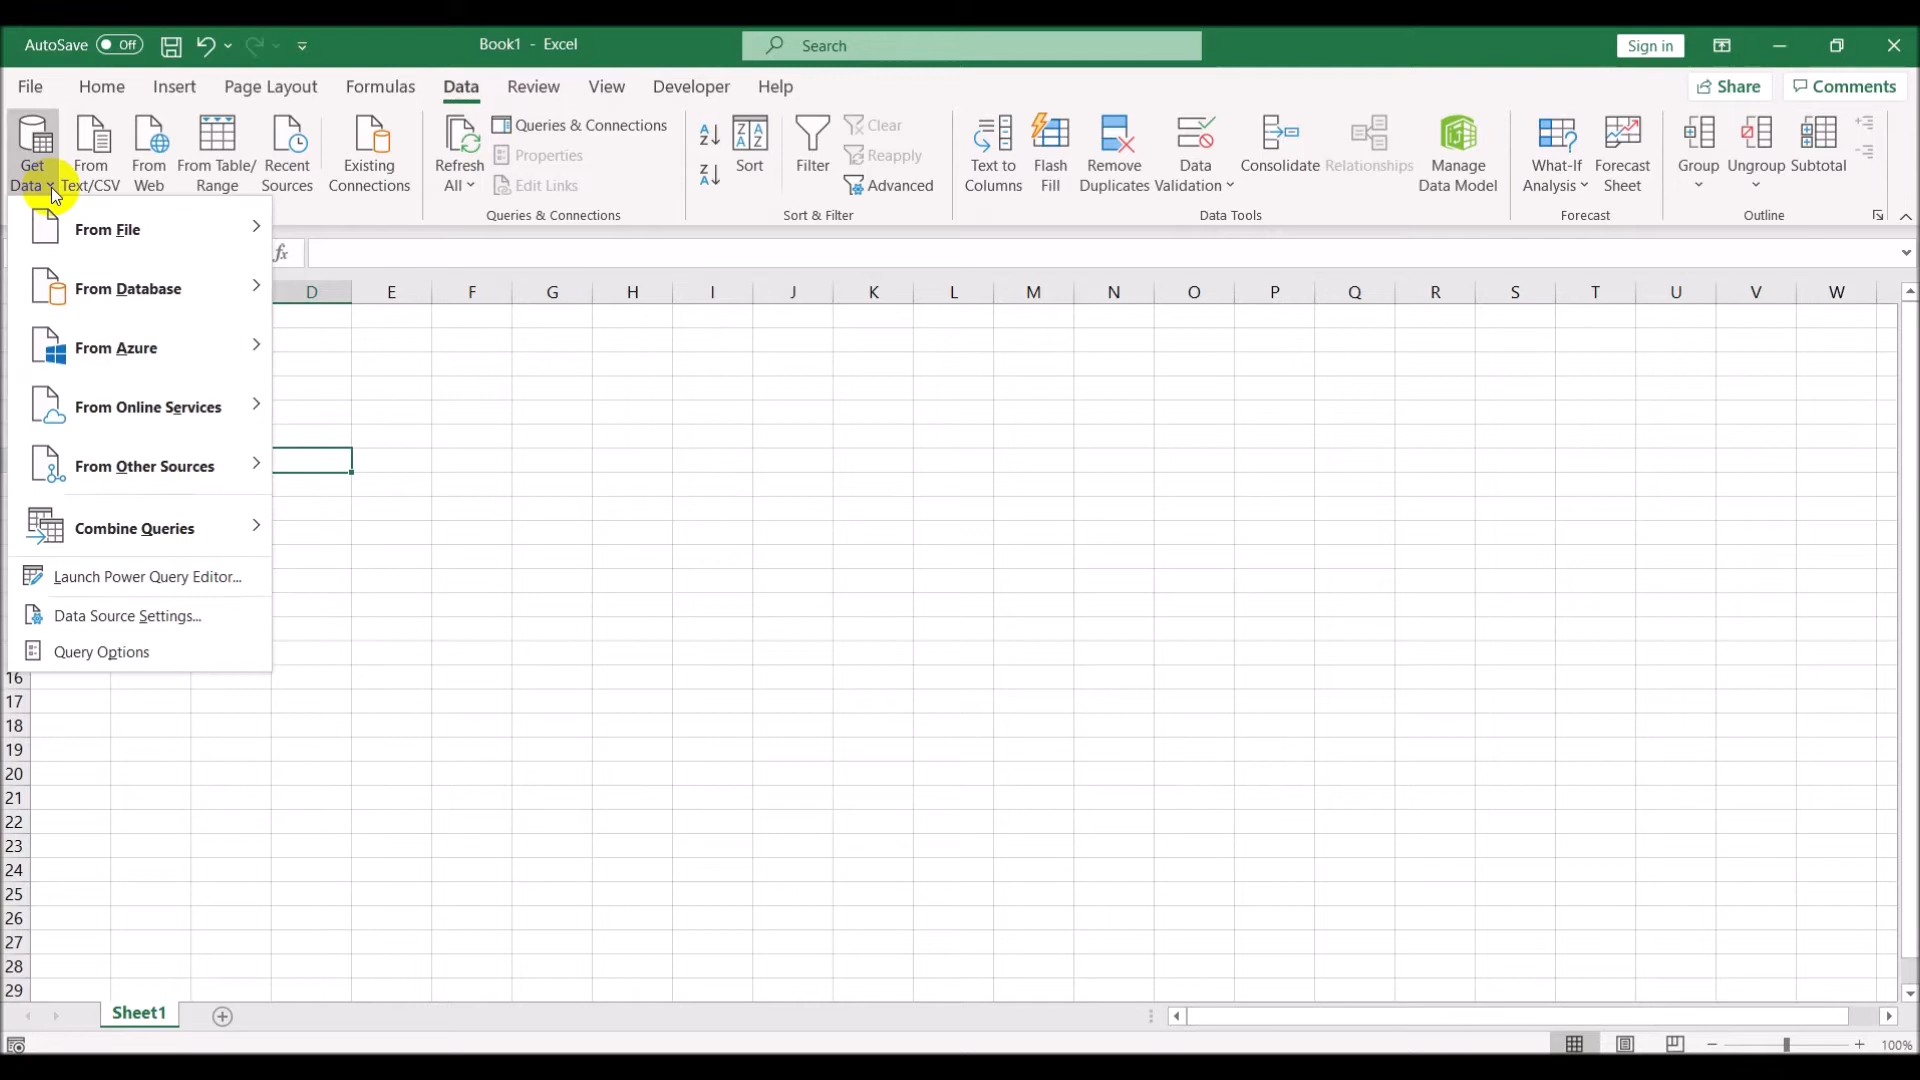 AutoSave Off Book1 - Excel Search Sign in
File Home Insert Page Layout Formulas Data Review View Developer Help Share Comments
Get Data
From Text/CSV
From Web
From Table/ Range
Recent Sources
Existing Connections
Refresh All
Queries & Connections
Properties
Edit Links
Queries & Connections
Sort
Filter
Clear
Reapply
Advanced
Sort & Filter
Text to Columns
Flash Fill
Remove Duplicates
Data Validation
Consolidate
Relationships
Manage Data Model
Data Tools
What-If Analysis
Forecast Sheet
Forecast
Group
Ungroup
Subtotal
Outline
From File
From Database
From Azure
From Online Services
From Other Sources
Combine Queries
Launch Power Query Editor...
Data Source Settings...
Query Options
fx
D E F G H I J K L M N O P Q R S T U V W
16
17
18
19
20
21
22
23
24
25
26
27
28
29
Sheet1
100%